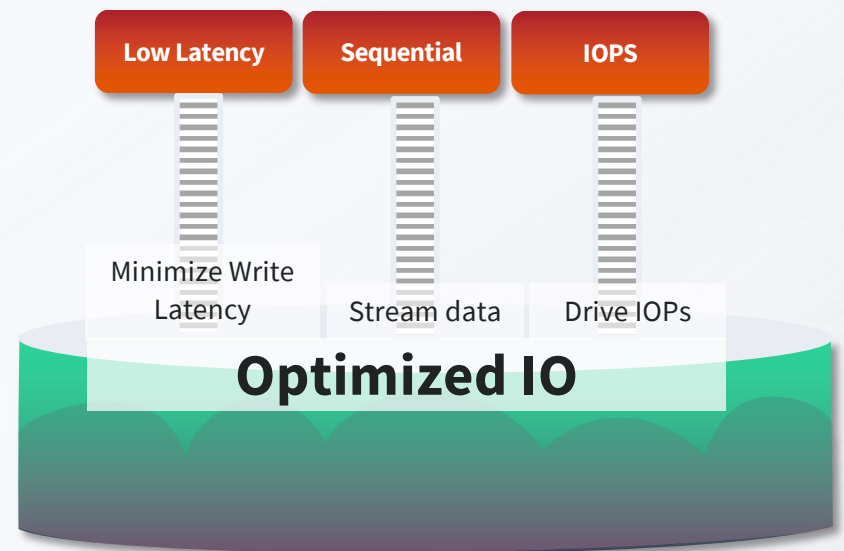 Low Latency
Sequential
IOPS
Minimize Write
Latency
Stream data
Drive IOPs
Optimized IO